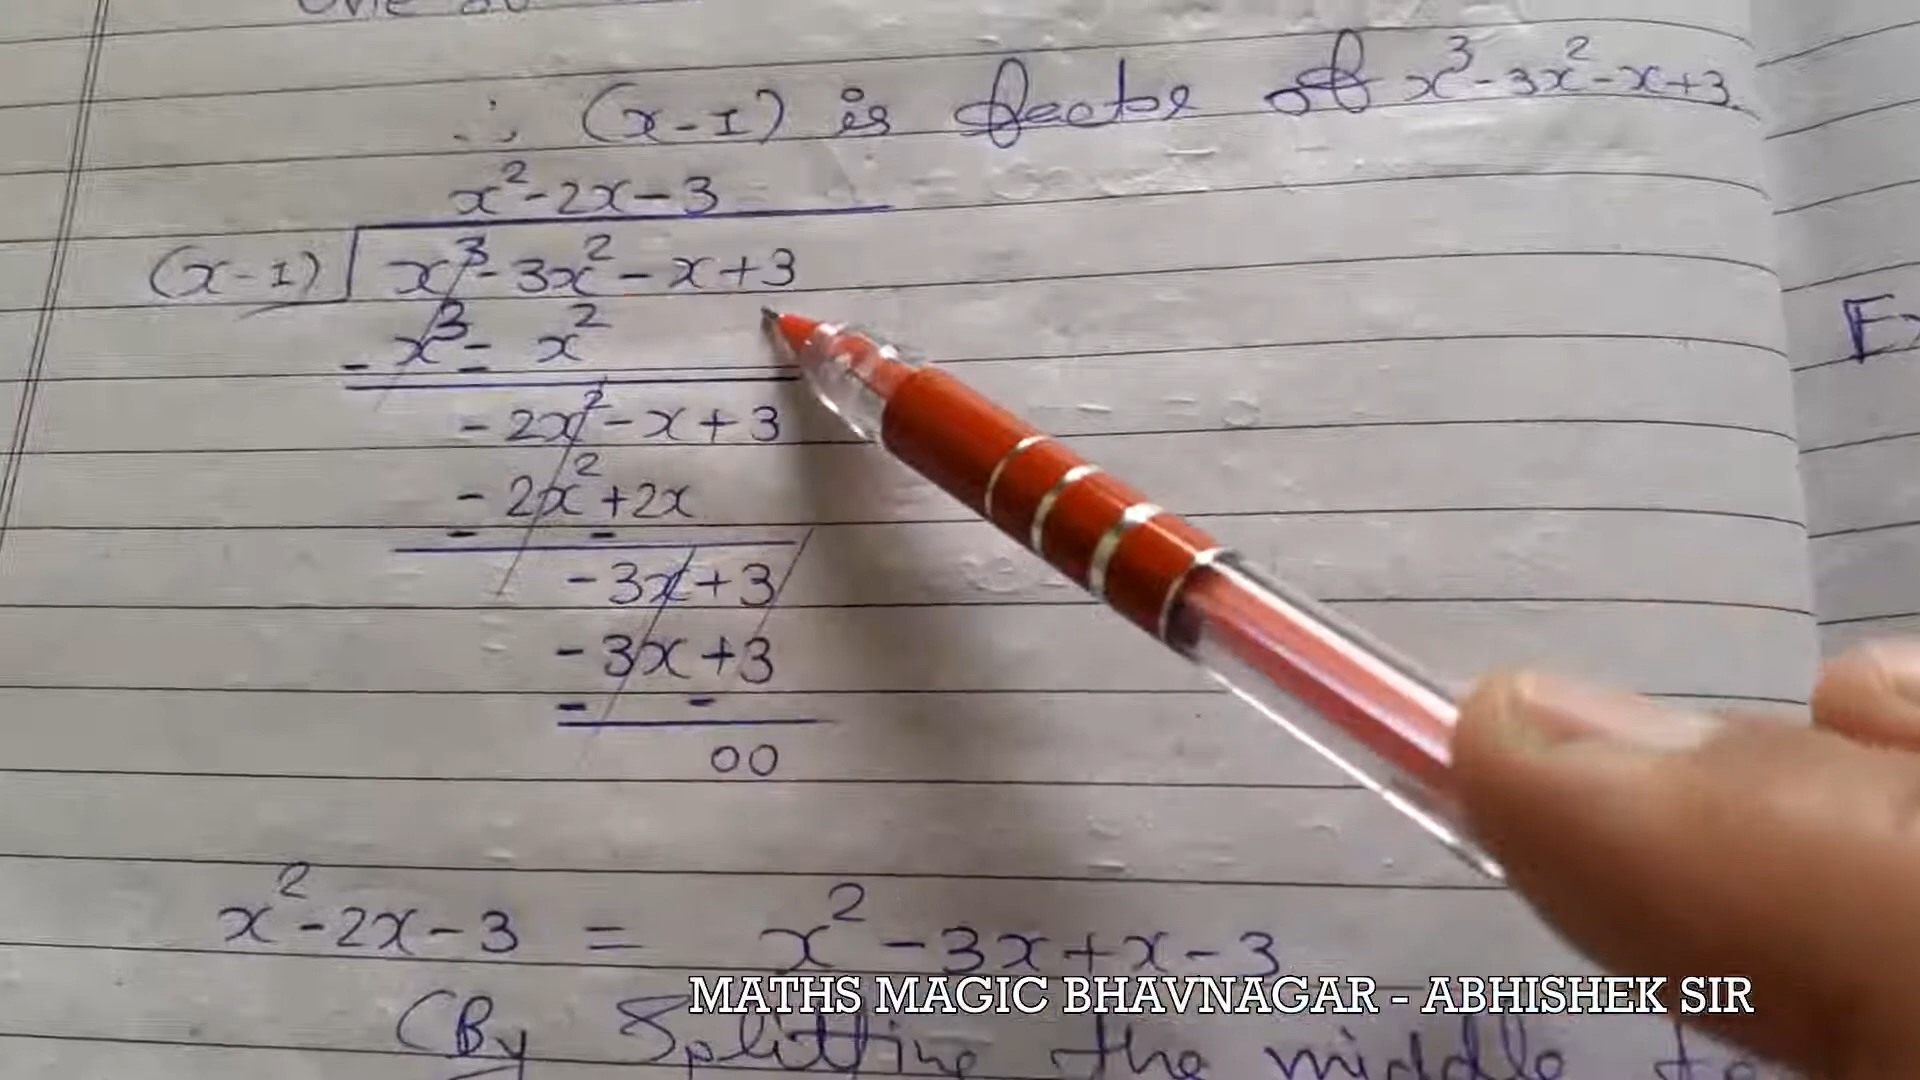 ∴ (x-1) is factor of x³-3x²-x+3.
x²-2x-3
(x-1) x³-3x²-x+3
- x³ - x²
- 2x²-x+3
- 2x²+2x
- -
-3x+3
-3x+3
- -
00
x²-2x-3 = x²-3x+x-3
MATHS MAGIC BHAVNAGAR - ABHISHEK SIR
(By Splitting the middle